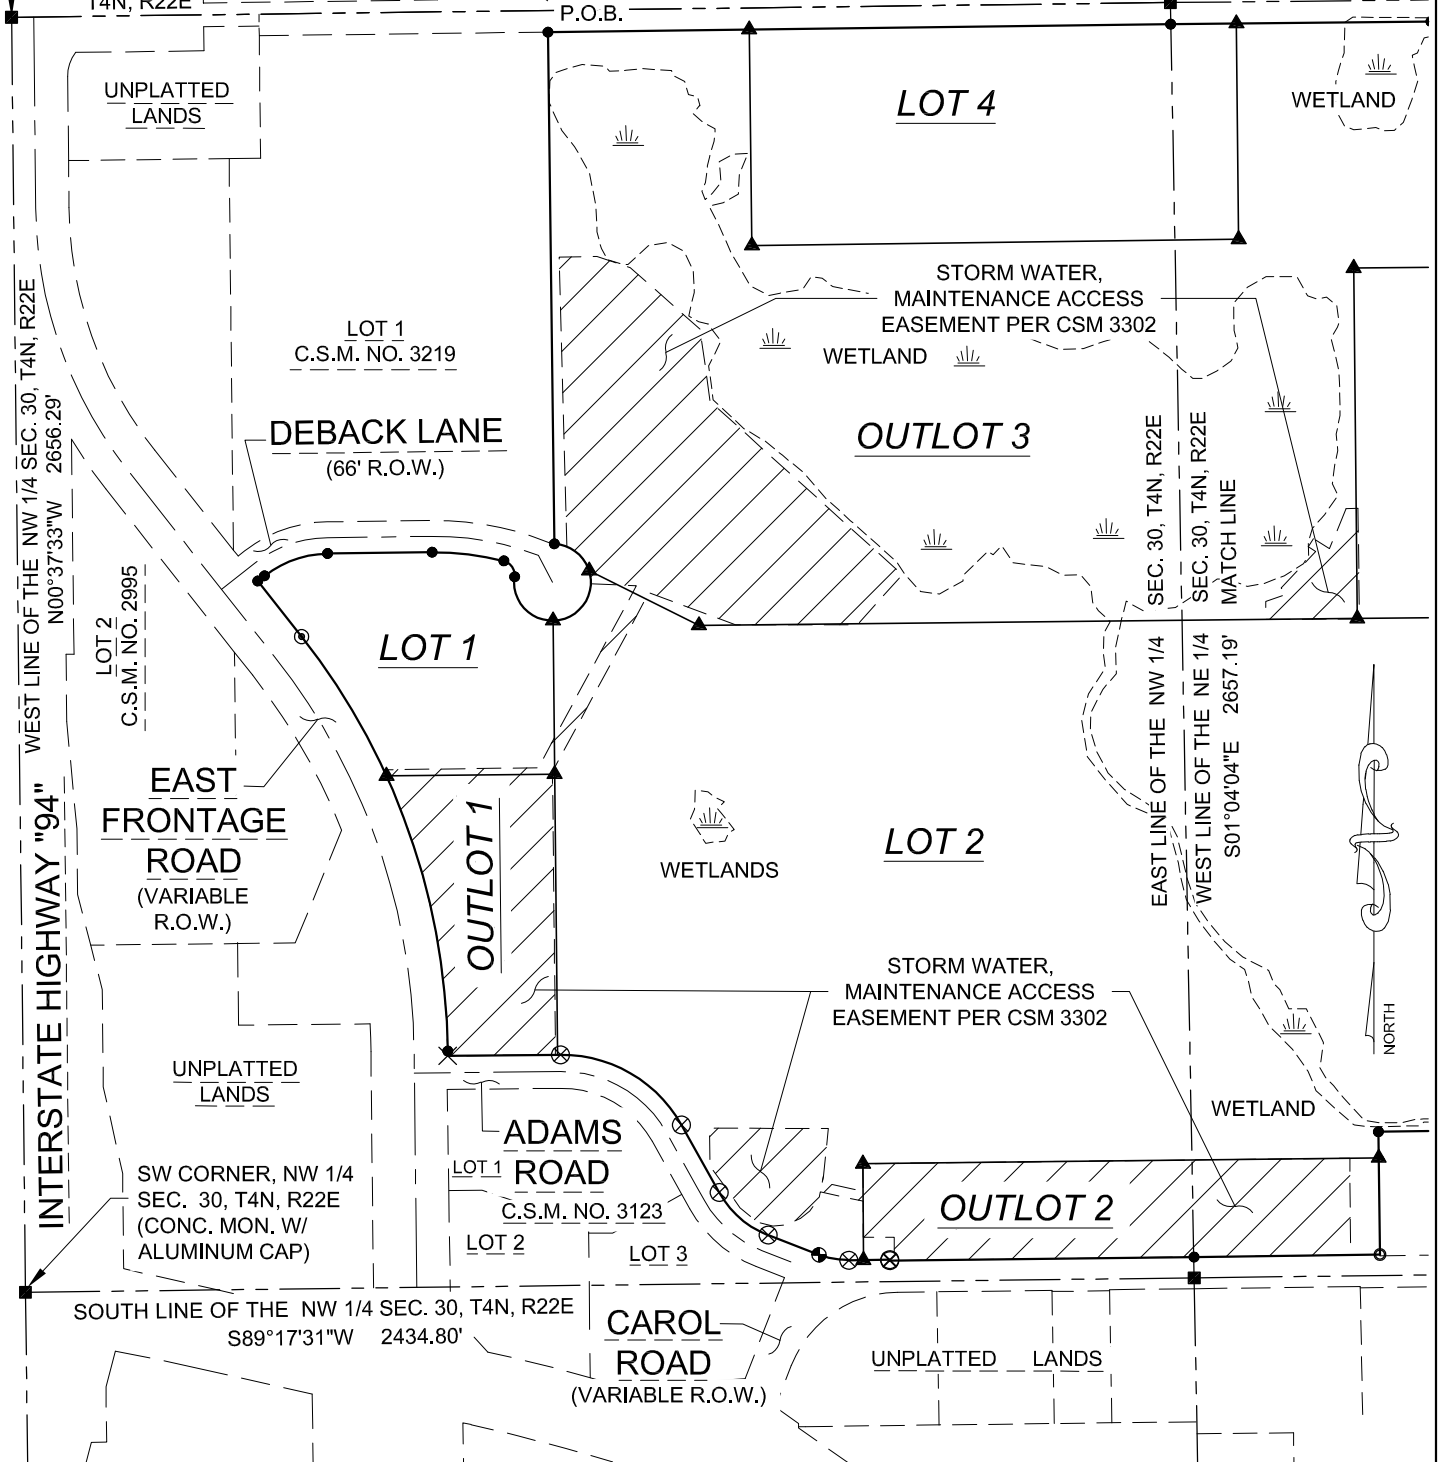 T4N, R22E
P.O.B.
UNPLATTED
LANDS
LOT 4
WETLAND
STORM WATER,
MAINTENANCE ACCESS
EASEMENT PER CSM 3302
WETLAND
LOT 1
C.S.M. NO. 3219
DEBACK LANE
(66' R.O.W.)
OUTLOT 3
WEST LINE OF THE NW 1/4 SEC. 30, T4N, R22E
N00°37'33"W 2656.29'
LOT 2
C.S.M. NO. 2995
EAST LINE OF THE NW 1/4 SEC. 30, T4N, R22E
WEST LINE OF THE NE 1/4 SEC. 30, T4N, R22E
S01°04'04"E 2657.19'
MATCH LINE
LOT 1
EAST
FRONTAGE
ROAD
(VARIABLE
R.O.W.)
OUTLOT 1
WETLANDS
LOT 2
INTERSTATE HIGHWAY "94"
STORM WATER,
MAINTENANCE ACCESS
EASEMENT PER CSM 3302
NORTH
UNPLATTED
LANDS
WETLAND
ADAMS
ROAD
LOT 1
C.S.M. NO. 3123
LOT 2
LOT 3
SW CORNER, NW 1/4
SEC. 30, T4N, R22E
(CONC. MON. W/
ALUMINUM CAP)
OUTLOT 2
SOUTH LINE OF THE NW 1/4 SEC. 30, T4N, R22E
S89°17'31"W 2434.80'
CAROL
ROAD
(VARIABLE R.O.W.)
UNPLATTED LANDS